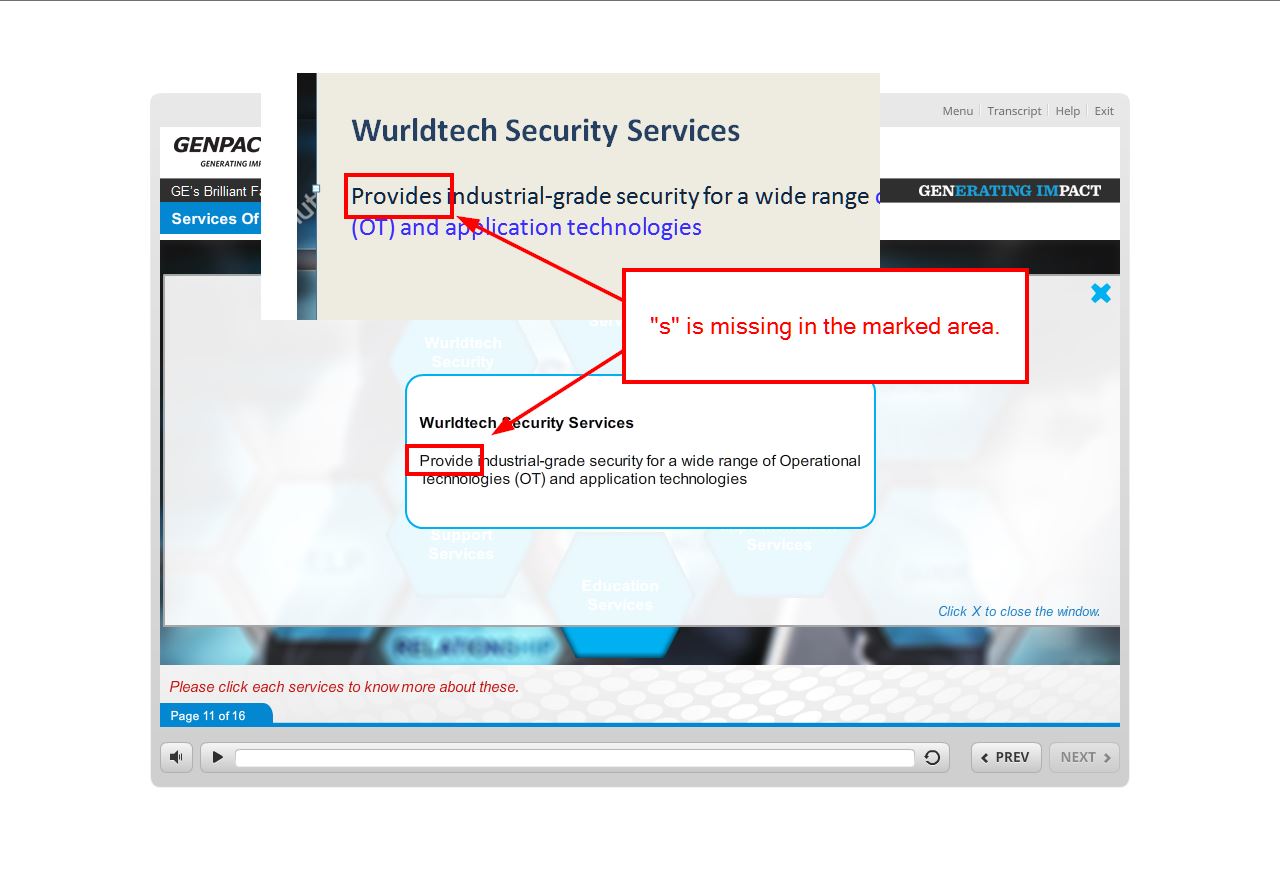 Menu Transcript Help Exit
GENPAC
GENERATING
Wurldtech Security Services
Provides industrial-grade security for a wide range
(OT) and application technologies
GE's Brilliant
GENERATING IMPACT
Services Of
"s" is missing in the marked area.
Wurldtech
Security
Wurldtech Security Services
Provide industrial-grade security for a wide range of Operational
Technologies (OT) and application technologies
Support
Services
Services
HELP
Education
Services
Click X to close the window.
RELATIONSHIP
Please click each services to know more about these.
Page 11 of 16
PREV NEXT